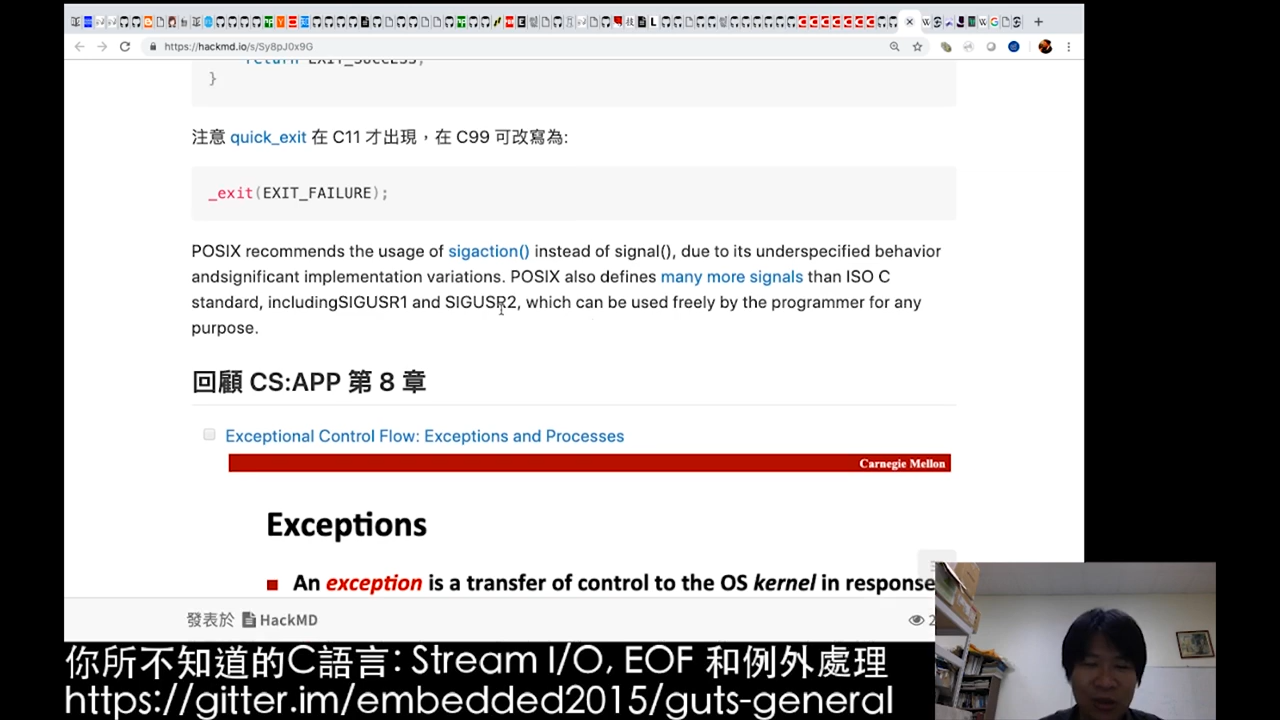 https://hackmd.io/s/Sy8pJ0x9G
return EXIT_SUCCESS;
}
注意 quick_exit 在 C11 才出現，在 C99 可改寫為:
_exit(EXIT_FAILURE);
POSIX recommends the usage of sigaction() instead of signal(), due to its underspecified behavior
andsignificant implementation variations. POSIX also defines many more signals than ISO C
standard, includingSIGUSR1 and SIGUSR2, which can be used freely by the programmer for any
purpose.
回顧 CS:APP 第 8 章
Exceptional Control Flow: Exceptions and Processes
Carnegie Mellon
Exceptions
An exception is a transfer of control to the OS kernel in response
發表於 HackMD
你所不知道的C語言: Stream I/O, EOF 和例外處理
https://gitter.im/embedded2015/guts-general